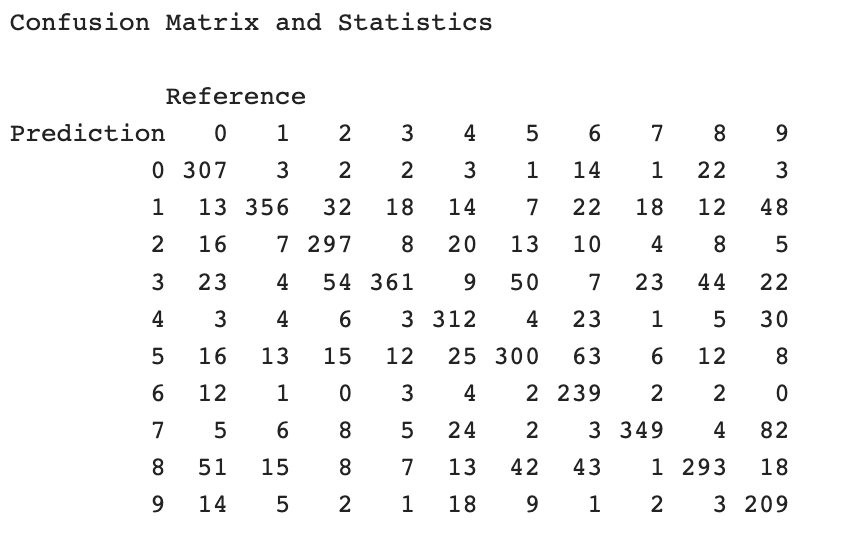 Confusion Matrix and Statistics
Reference
Prediction 0 1 2 3 4 5 6 7 8 9
0 307 3 2 2 3 1 14 1 22 3
1 13 356 32 18 14 7 22 18 12 48
2 16 7 297 8 20 13 10 4 8 5
3 23 4 54 361 9 50 7 23 44 22
4 3 4 6 3 312 4 23 1 5 30
5 16 13 15 12 25 300 63 6 12 8
6 12 1 0 3 4 2 239 2 2 0
7 5 6 8 5 24 2 3 349 4 82
8 51 15 8 7 13 42 43 1 293 18
9 14 5 2 1 18 9 1 2 3 209